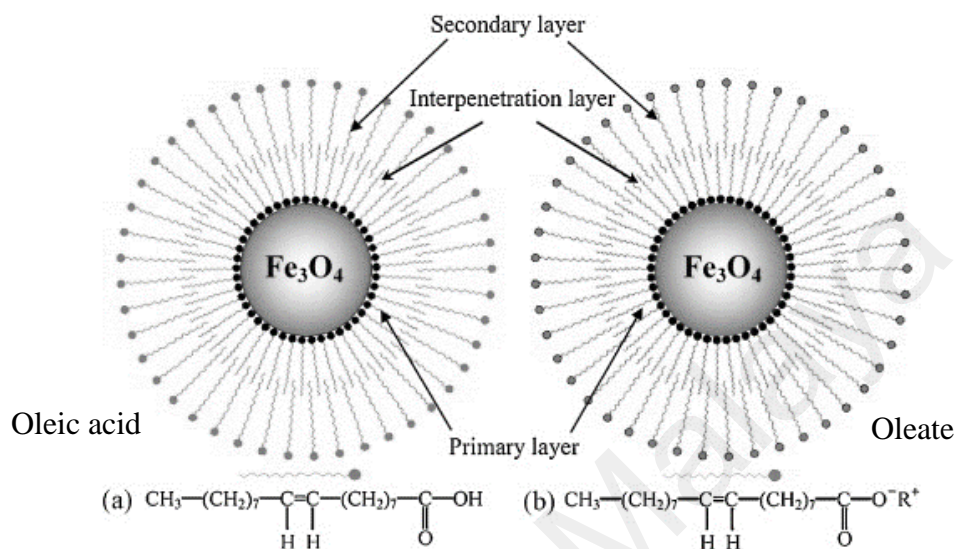 Secondary layer
Interpenetration layer
Fe₃O₄ Fe₃O₄
Oleic acid
Oleate
Primary layer
(a) CH₃—(CH₂)₇—C=C—(CH₂)₇—C—OH
H H O
(b) CH₃—(CH₂)₇—C=C—(CH₂)₇—C—O⁻R⁺
H H O
Malaya